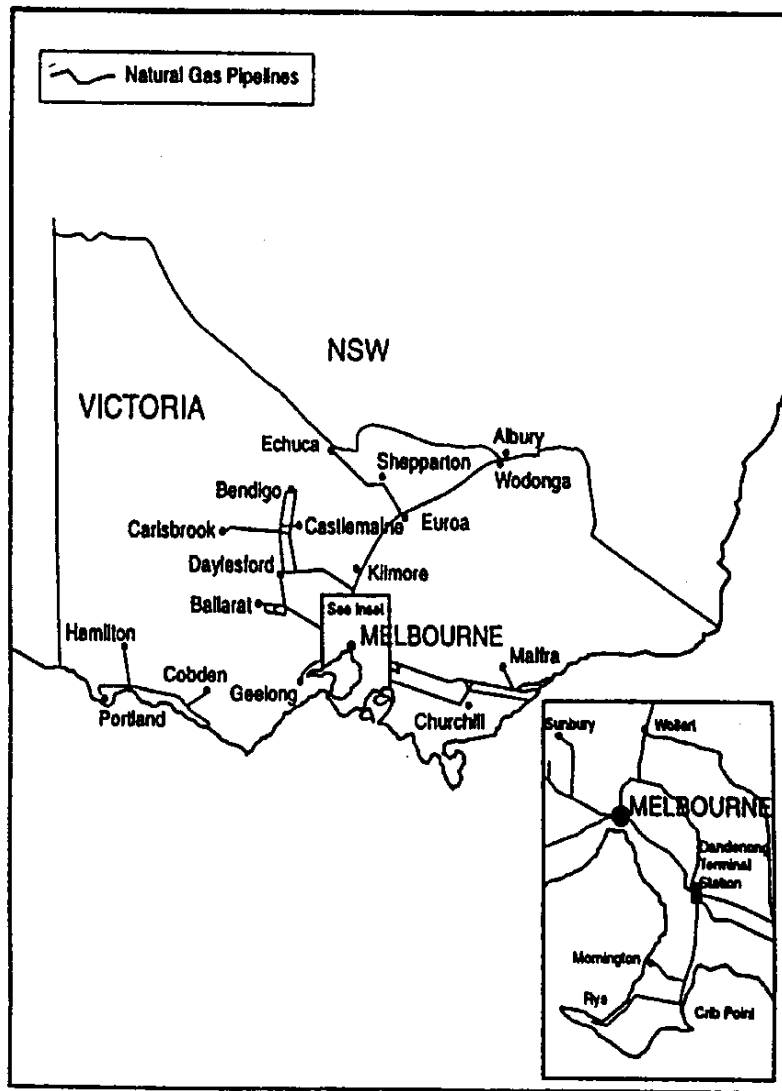 Natural Gas Pipelines
NSW
VICTORIA
Albury
Echuca
Shepparton
Wodonga
Bendigo
Carlsbrook
Castlemaine
Euroa
Daylesford
Kilmore
Ballarat
See Inset
MELBOURNE
Hamilton
Maffra
Cobden
Geelong
Portland
Churchill
Sunbury
Wollert
MELBOURNE
Dandenong
Terminal
Station
Mornington
Rye
Crib Point